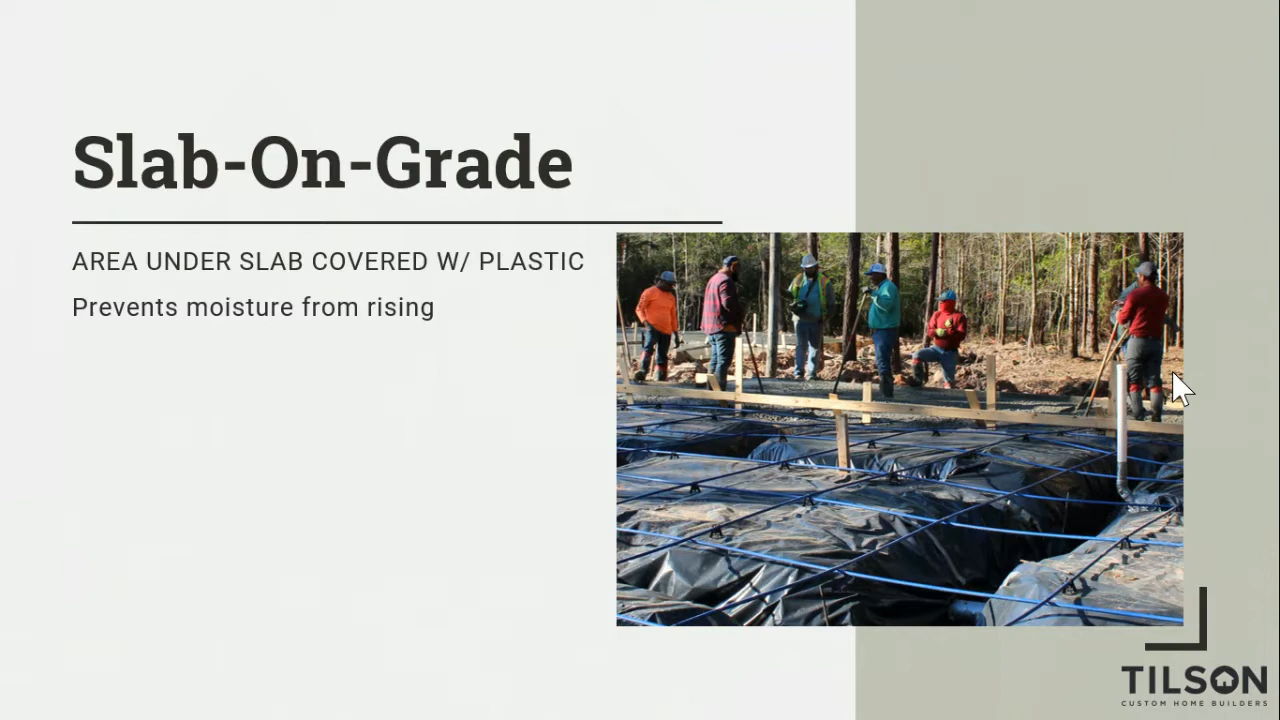 Slab-On-Grade
AREA UNDER SLAB COVERED W/ PLASTIC
Prevents moisture from rising
TILSON
CUSTOM HOME BUILDERS